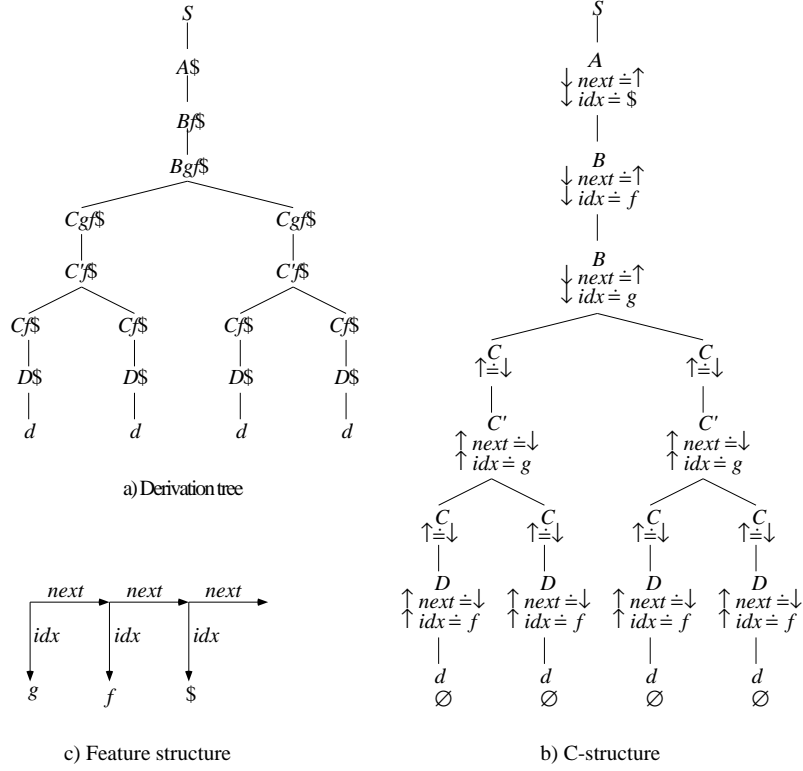 S
A$
Bf$
Bgf$
Cgf$ Cgf$
C'f$ C'f$
Cf$ Cf$ Cf$ Cf$
D$ D$ D$ D$
d d d d
a) Derivation tree
next next next
idx idx idx
g f $
c) Feature structure
S
A
↓ next ≐ ↑
↓ idx ≐ $
B
↓ next ≐ ↑
↓ idx ≐ f
B
↓ next ≐ ↑
↓ idx ≐ g
C C
↑ ≐ ↓ ↑ ≐ ↓
C' C'
↑ next ≐ ↓ ↑ next ≐ ↓
↑ idx ≐ g ↑ idx ≐ g
C C C C
↑ ≐ ↓ ↑ ≐ ↓ ↑ ≐ ↓ ↑ ≐ ↓
D D D D
↑ next ≐ ↓ ↑ next ≐ ↓ ↑ next ≐ ↓ ↑ next ≐ ↓
↑ idx ≐ f ↑ idx ≐ f ↑ idx ≐ f ↑ idx ≐ f
d d d d
∅ ∅ ∅ ∅
b) C-structure